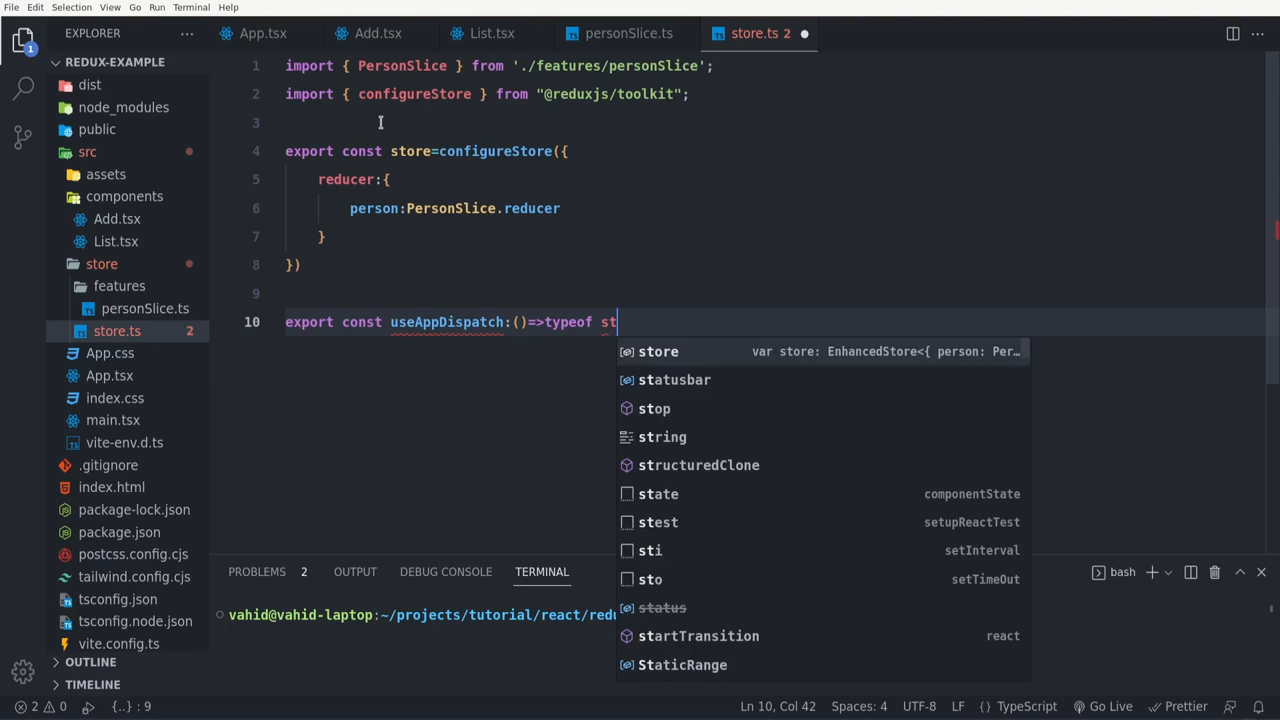 File Edit Selection View Go Run Terminal Help
1
EXPLORER
App.tsx Add.tsx List.tsx personSlice.ts store.ts 2
REDUX-EXAMPLE
dist
node_modules
public
src
assets
components
Add.tsx
List.tsx
store
features
personSlice.ts
store.ts 2
App.css
App.tsx
index.css
main.tsx
vite-env.d.ts
.gitignore
index.html
package-lock.json
package.json
postcss.config.cjs
tailwind.config.cjs
tsconfig.json
tsconfig.node.json
vite.config.ts
OUTLINE
TIMELINE
1 import { PersonSlice } from './features/personSlice';
2 import { configureStore } from "@reduxjs/toolkit";
3
4 export const store=configureStore({
5 reducer:{
6 person:PersonSlice.reducer
7 }
8 })
9
10 export const useAppDispatch:()=>typeof st
store var store: EnhancedStore<{ person: Per…
statusbar
stop
string
structuredClone
state componentState
stest setupReactTest
sti setInterval
sto setTimeOut
status
startTransition react
StaticRange
PROBLEMS 2 OUTPUT DEBUG CONSOLE TERMINAL
bash
vahid@vahid-laptop:~/projects/tutorial/react/redu
2 0 {..} : 9 Ln 10, Col 42 Spaces: 4 UTF-8 LF {} TypeScript Go Live Prettier